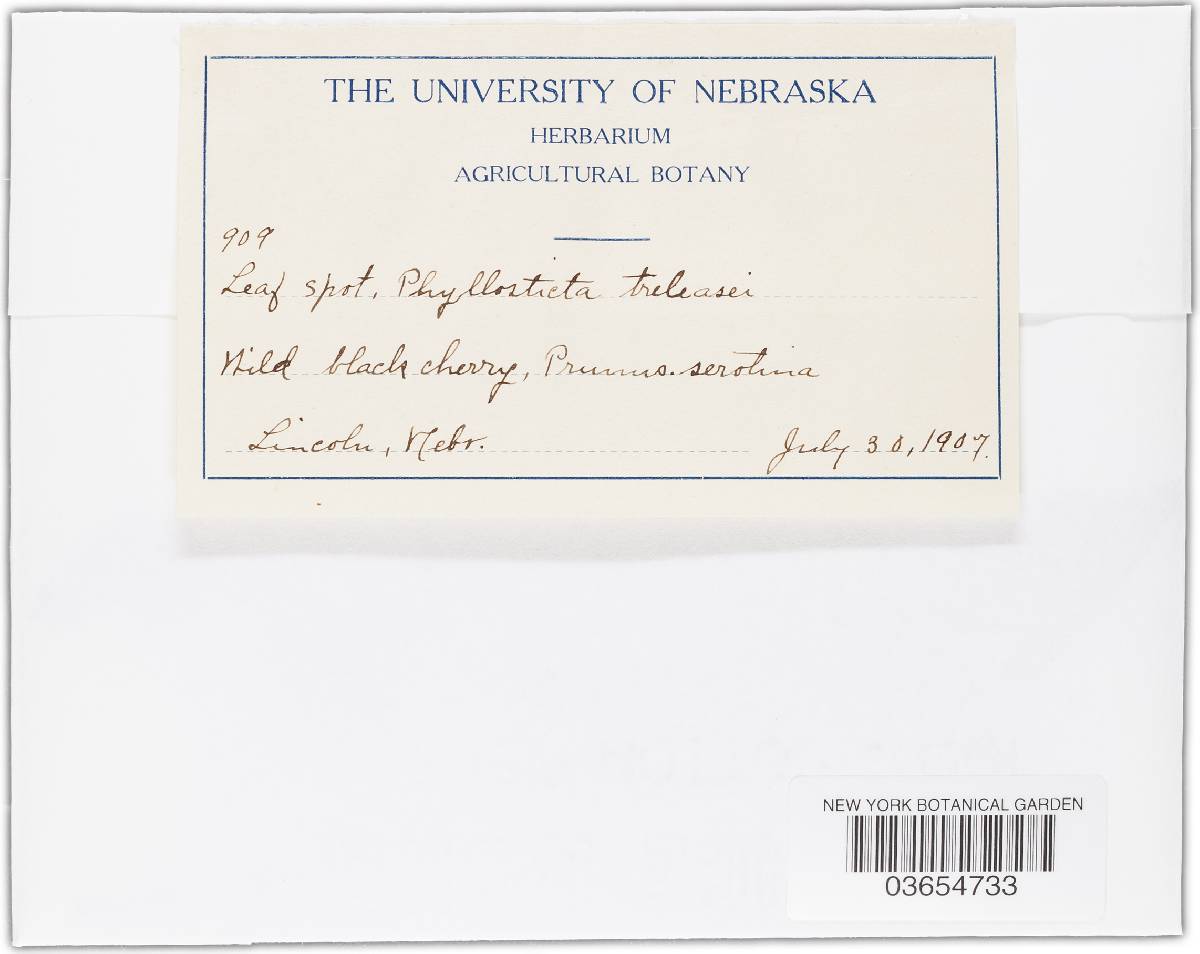 THE UNIVERSITY OF NEBRASKA
HERBARIUM
AGRICULTURAL BOTANY
909
Leaf spot, Phyllosticta treleasei
Wild black cherry, Prunus serotina
Lincoln, Nebr. July 30, 1907.
NEW YORK BOTANICAL GARDEN
03654733